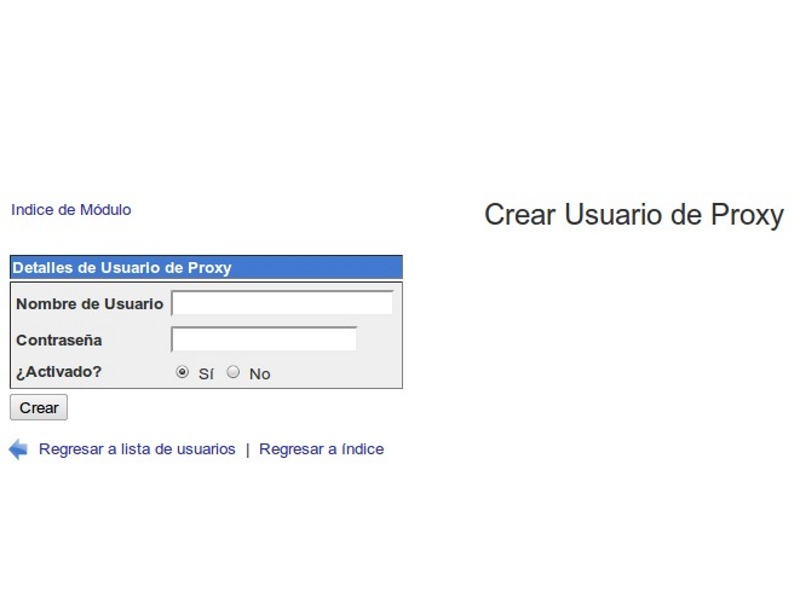 Indice de Módulo
Crear Usuario de Proxy
Detalles de Usuario de Proxy
Nombre de Usuario
Contraseña
¿Activado? Sí No
Crear
Regresar a lista de usuarios | Regresar a índice